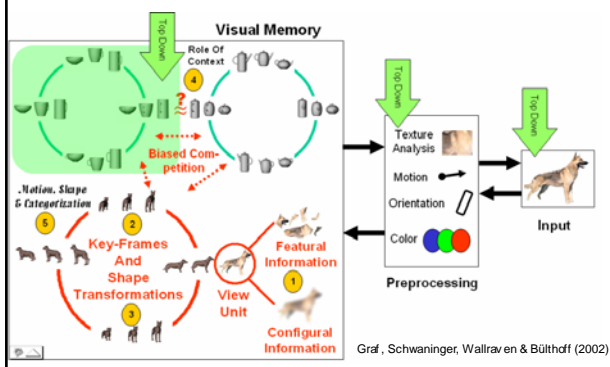 Visual Memory
Top Down
Role Of
Context
4
?
≈
Biased Com-
petition
Motion, Shape
& Categorization
5
2
Key-Frames
And
Shape
Transformations
3
View
Unit
Featural
Information
1
Configural
Information
Top Down
Texture
Analysis
Motion
Orientation
Color
Preprocessing
Top Down
Input
Graf, Schwaninger, Wallraven & Bülthoff (2002)